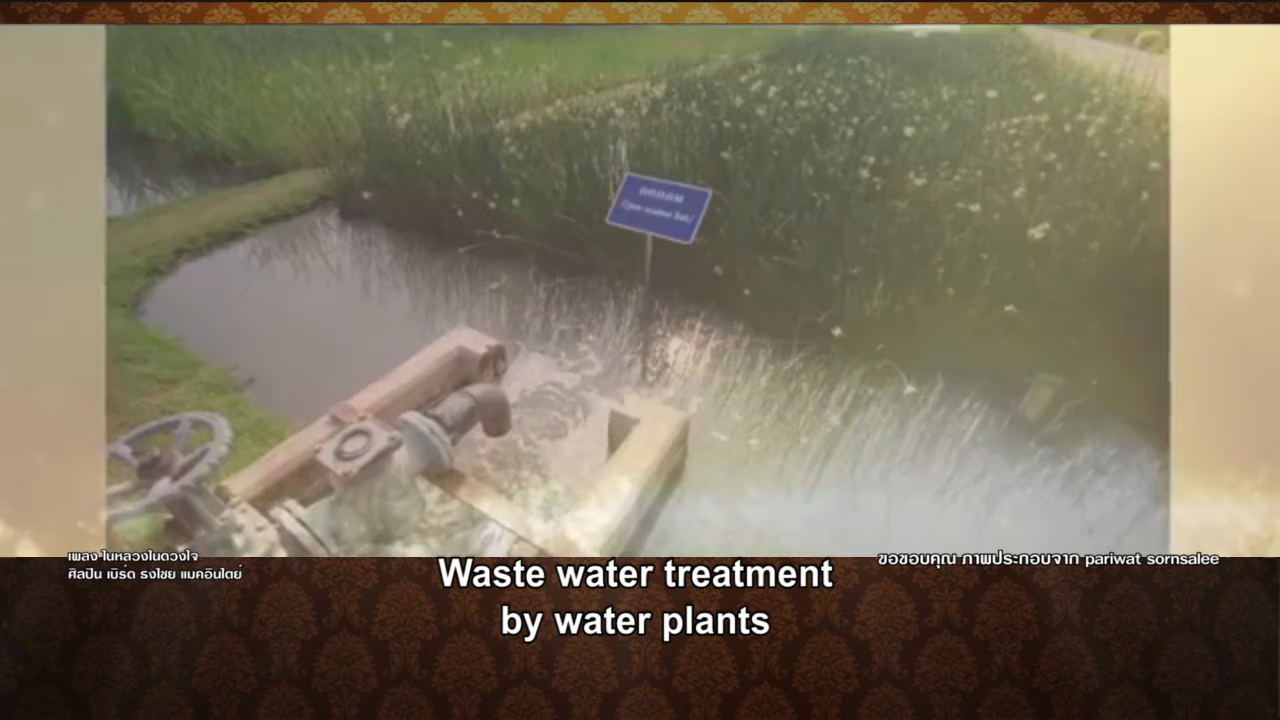 เพลง ในหลวงในดวงใจ
ศิลปิน เบิร์ด ธงไชย แมคอินไตย์
ขอขอบคุณ ภาพประกอบจาก pariwat sornsalee
Waste water treatment
by water plants